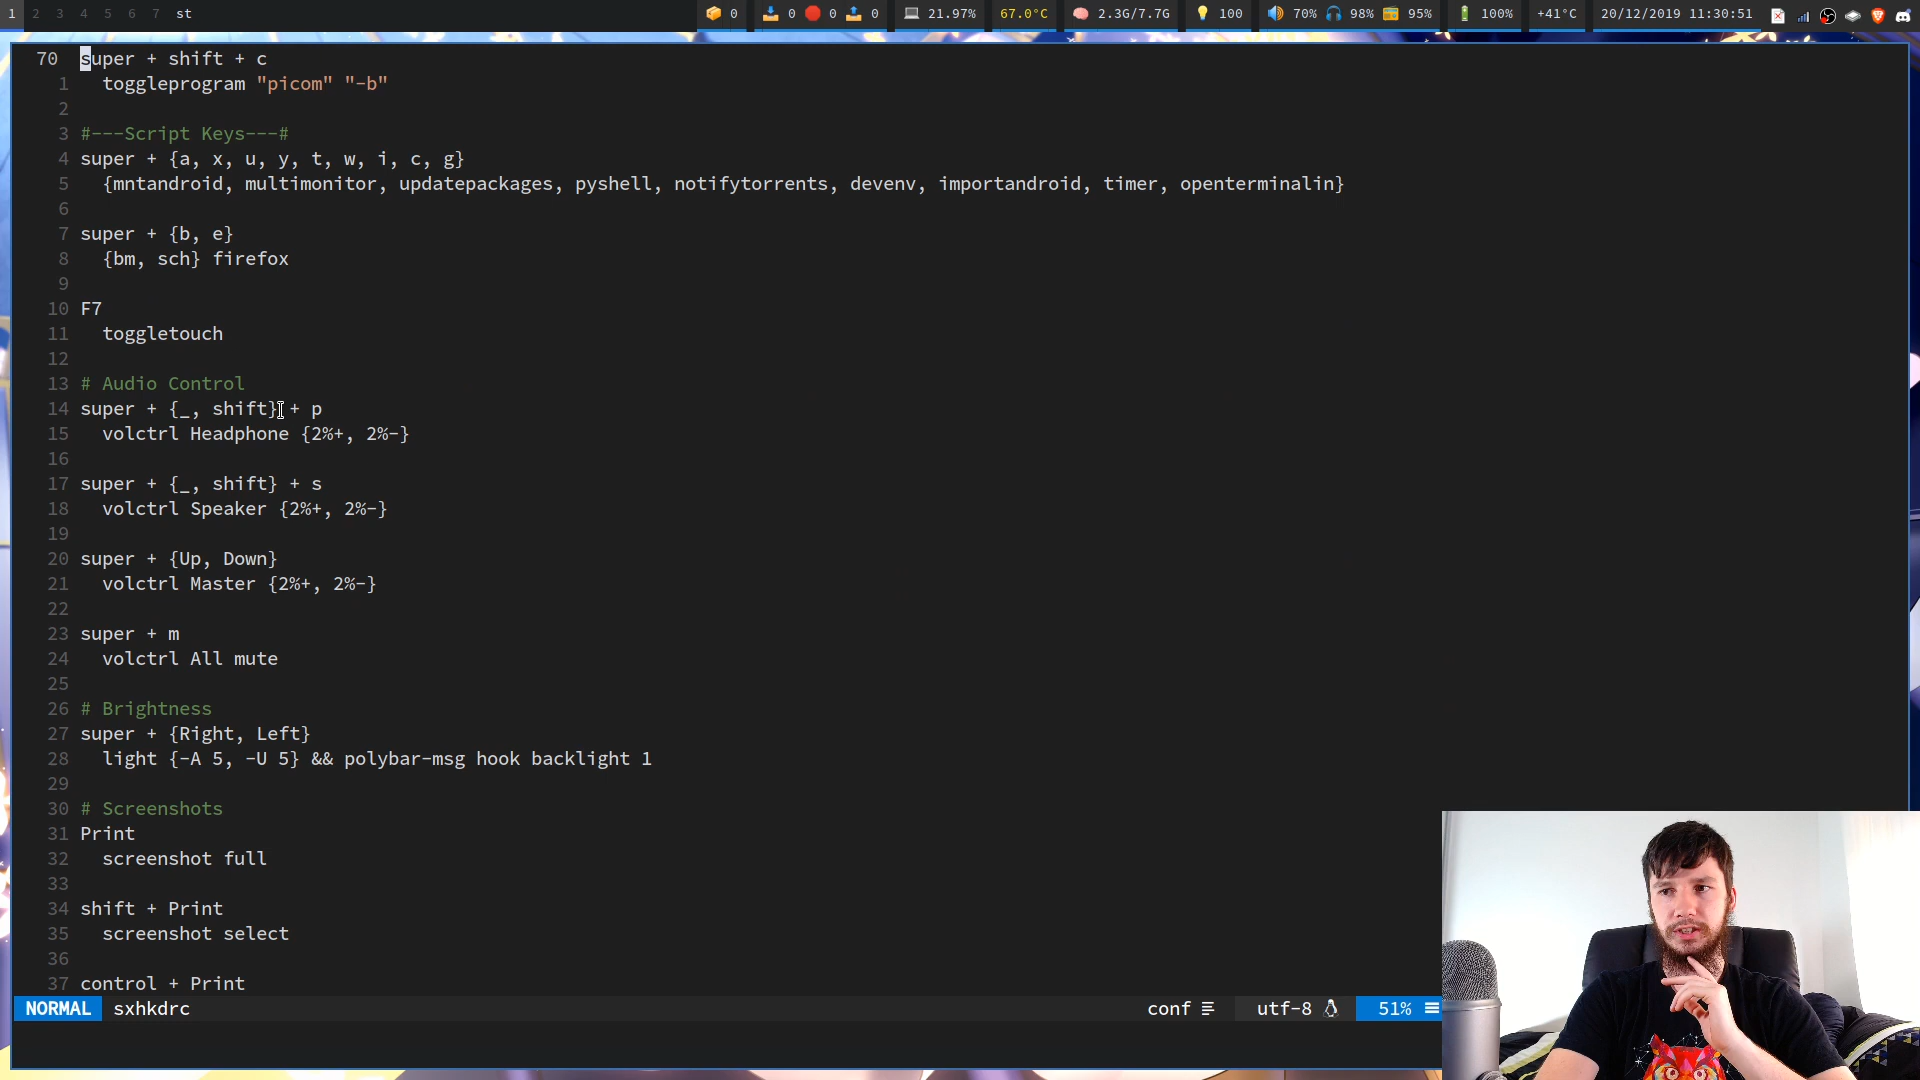 1 2 3 4 5 6 7 st 0 0 0 0 21.97% 67.0°C 2.3G/7.7G 100 70% 98% 95% 100% +41°C 20/12/2019 11:30:51
70 super + shift + c
1 toggleprogram "picom" "-b"
2
3 #---Script Keys---#
4 super + {a, x, u, y, t, w, i, c, g}
5 {mntandroid, multimonitor, updatepackages, pyshell, notifytorrents, devenv, importandroid, timer, openterminalin}
6
7 super + {b, e}
8 {bm, sch} firefox
9
10 F7
11 toggletouch
12
13 # Audio Control
14 super + {_, shift} + p
15 volctrl Headphone {2%+, 2%-}
16
17 super + {_, shift} + s
18 volctrl Speaker {2%+, 2%-}
19
20 super + {Up, Down}
21 volctrl Master {2%+, 2%-}
22
23 super + m
24 volctrl All mute
25
26 # Brightness
27 super + {Right, Left}
28 light {-A 5, -U 5} && polybar-msg hook backlight 1
29
30 # Screenshots
31 Print
32 screenshot full
33
34 shift + Print
35 screenshot select
36
37 control + Print
NORMAL sxhkdrc conf utf-8 51%